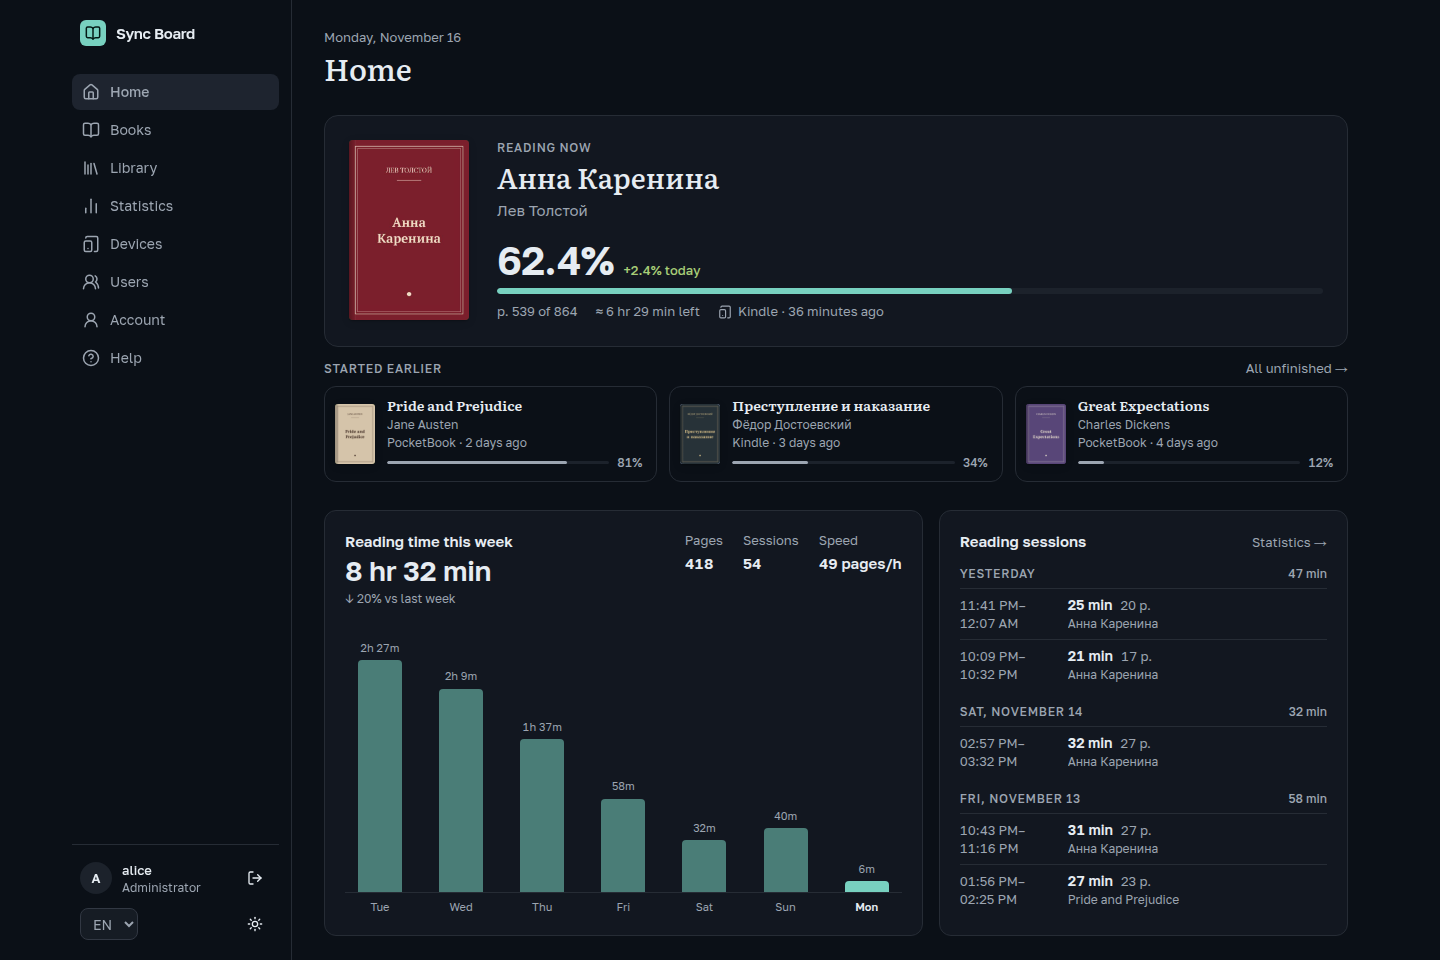 Sync Board
Home
Books
Library
Statistics
Devices
Users
Account
Help
A
alice
Administrator
EN
Monday, November 16
Home
ЛЕВ ТОЛСТОЙ
Анна
Каренина
READING NOW
Анна Каренина
Лев Толстой
62.4% +2.4% today
p. 539 of 864 ≈ 6 hr 29 min left Kindle · 36 minutes ago
STARTED EARLIER All unfinished →
Pride and Prejudice
Pride and Prejudice
Jane Austen
PocketBook · 2 days ago
81%
Преступление и наказание
Преступление и наказание
Фёдор Достоевский
Kindle · 3 days ago
34%
Great Expectations
Great Expectations
Charles Dickens
PocketBook · 4 days ago
12%
Reading time this week
8 hr 32 min
↓ 20% vs last week
Pages Sessions Speed
418 54 49 pages/h
2h 27m
2h 9m
1h 37m
58m
32m
40m
6m
Tue Wed Thu Fri Sat Sun Mon
Reading sessions Statistics →
YESTERDAY 47 min
11:41 PM– 25 min 20 p.
12:07 AM Анна Каренина
10:09 PM– 21 min 17 p.
10:32 PM Анна Каренина
SAT, NOVEMBER 14 32 min
02:57 PM– 32 min 27 p.
03:32 PM Анна Каренина
FRI, NOVEMBER 13 58 min
10:43 PM– 31 min 27 p.
11:16 PM Анна Каренина
01:56 PM– 27 min 23 p.
02:25 PM Pride and Prejudice